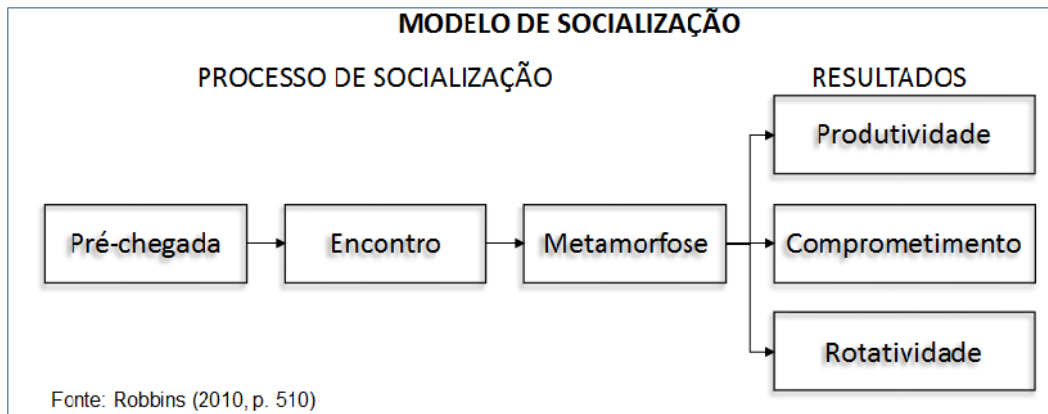 MODELO DE SOCIALIZAÇÃO
PROCESSO DE SOCIALIZAÇÃO
RESULTADOS
Pré-chegada
Encontro
Metamorfose
Produtividade
Comprometimento
Rotatividade
Fonte: Robbins (2010, p. 510)